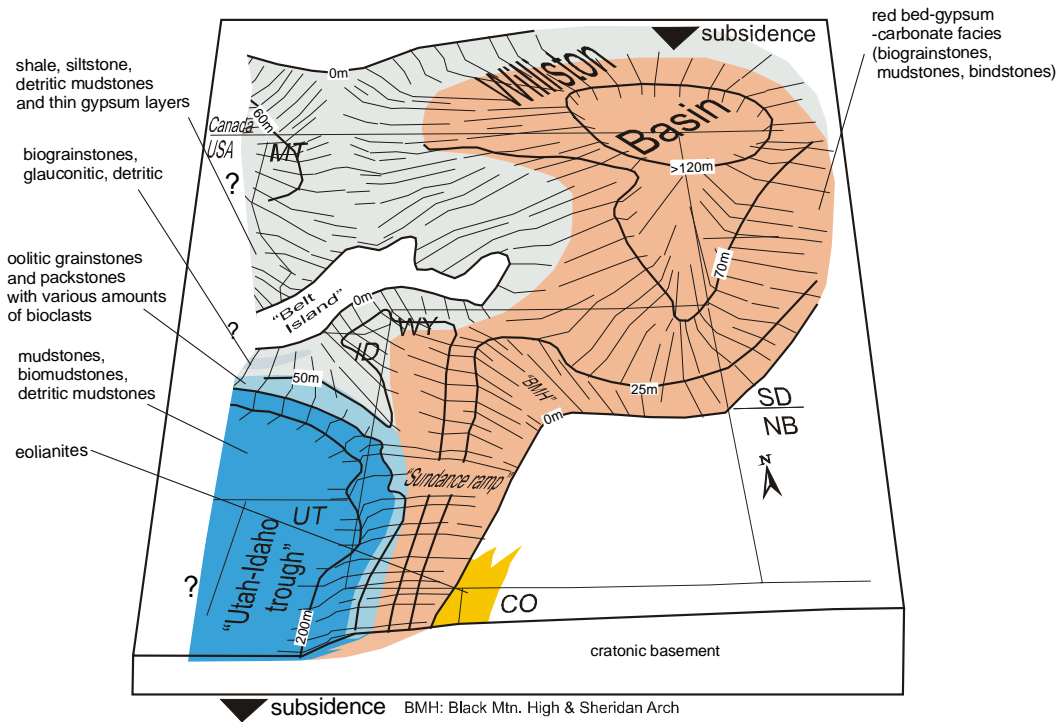 subsidence
red bed-gypsum
-carbonate facies
(biograinstones,
mudstones, bindstones)
shale, siltstone,
detritic mudstones
and thin gypsum layers
biograinstones,
glauconitic, detritic
oolitic grainstones
and packstones
with various amounts
of bioclasts
mudstones,
biomudstones,
detritic mudstones
eolianites
0m
Williston
Basin
>60m
Canada
USA
MT
?
>120m
70m
"Belt
Island"
0m
?
WY
ID
50m
"BMH"
25m
0m
SD
NB
N
"Sundance ramp"
UT
"Utah-Idaho
trough"
?
200m
CO
cratonic basement
subsidence
BMH: Black Mtn. High & Sheridan Arch